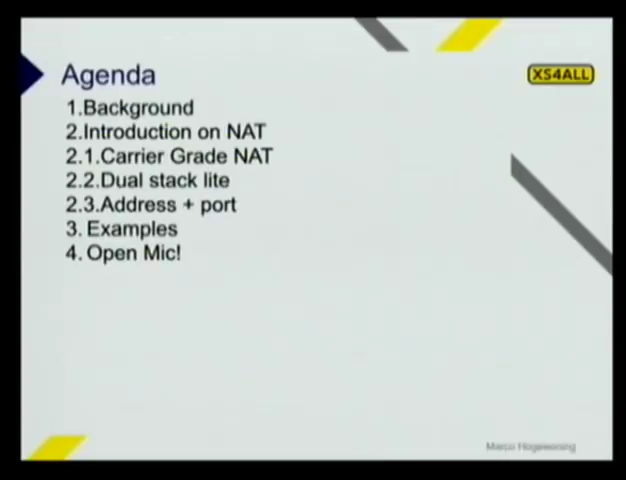 Agenda
XS4ALL
1.Background
2.Introduction on NAT
2.1.Carrier Grade NAT
2.2.Dual stack lite
2.3.Address + port
3. Examples
4. Open Mic!
Marco Hogewoning